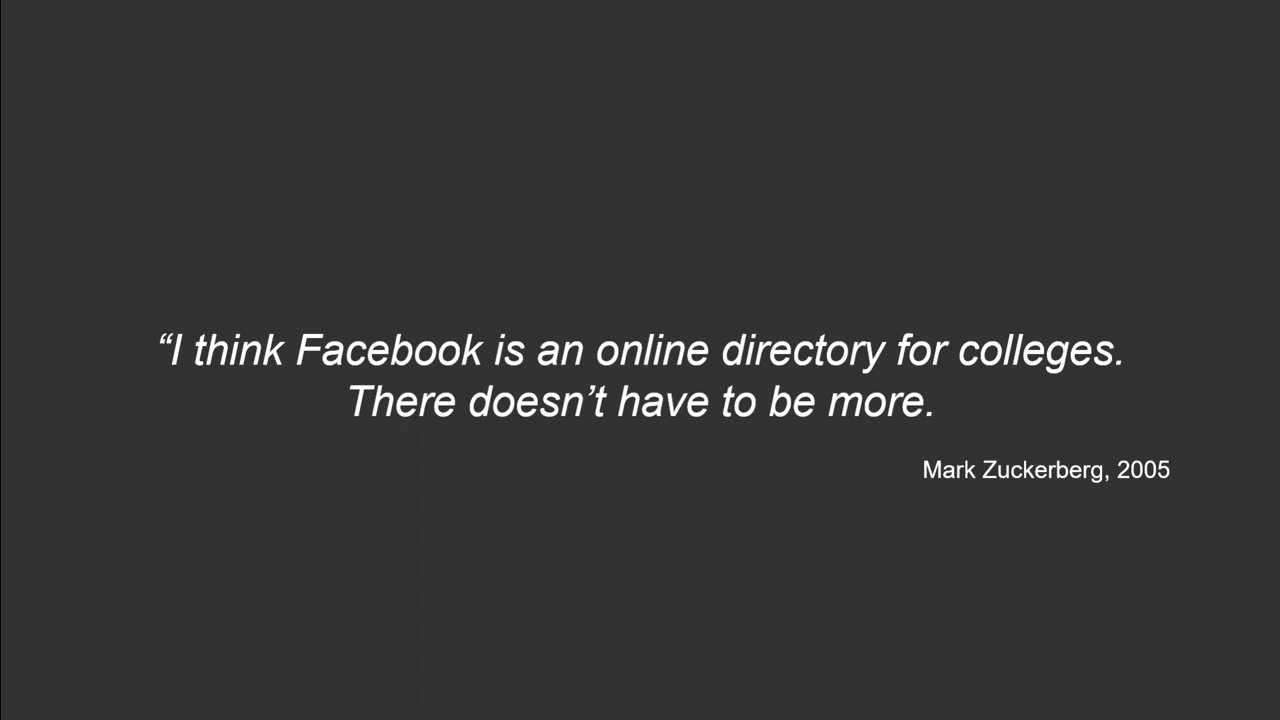 “I think Facebook is an online directory for colleges.
There doesn’t have to be more.
Mark Zuckerberg, 2005